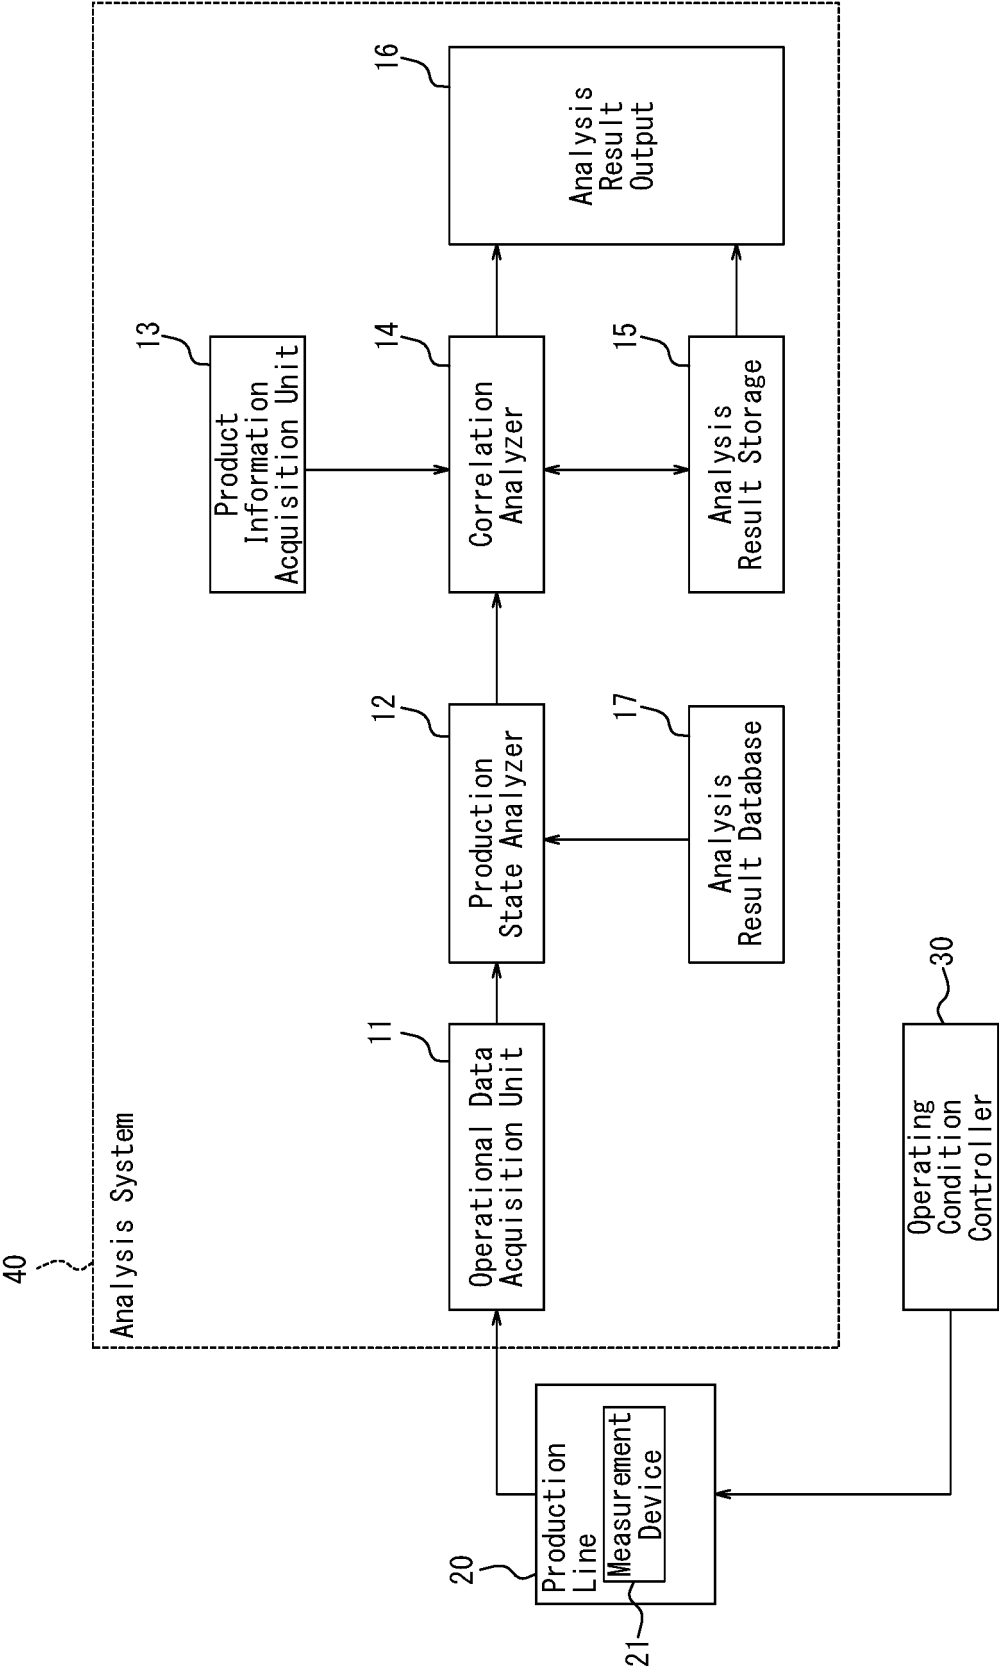 40
Analysis System
13
Product
Information
Acquisition Unit
20
Production
Line
21
Measurement
Device
11
Operational Data
Acquisition Unit
12
Production
State Analyzer
14
Correlation
Analyzer
16
Analysis
Result
Output
17
Analysis
Result Database
15
Analysis
Result Storage
30
Operating
Condition
Controller